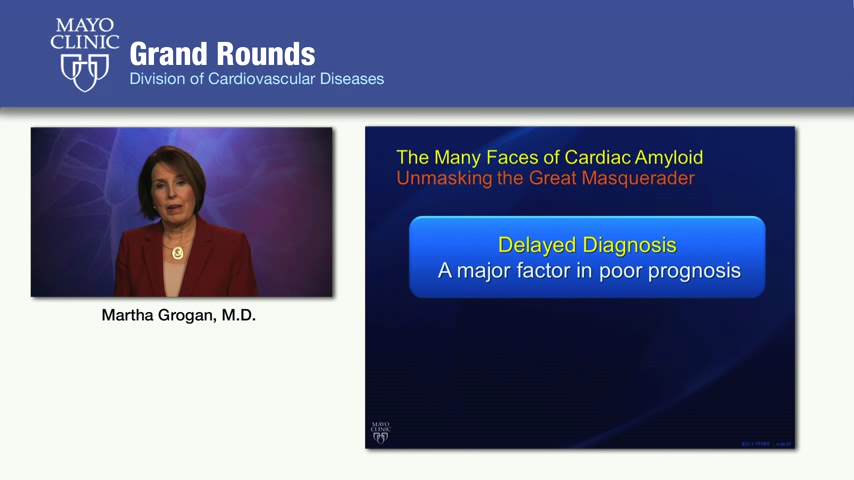 MAYO
CLINIC
Grand Rounds
Division of Cardiovascular Diseases
Martha Grogan, M.D.
The Many Faces of Cardiac Amyloid
Unmasking the Great Masquerader
Delayed Diagnosis
A major factor in poor prognosis
MAYO
CLINIC